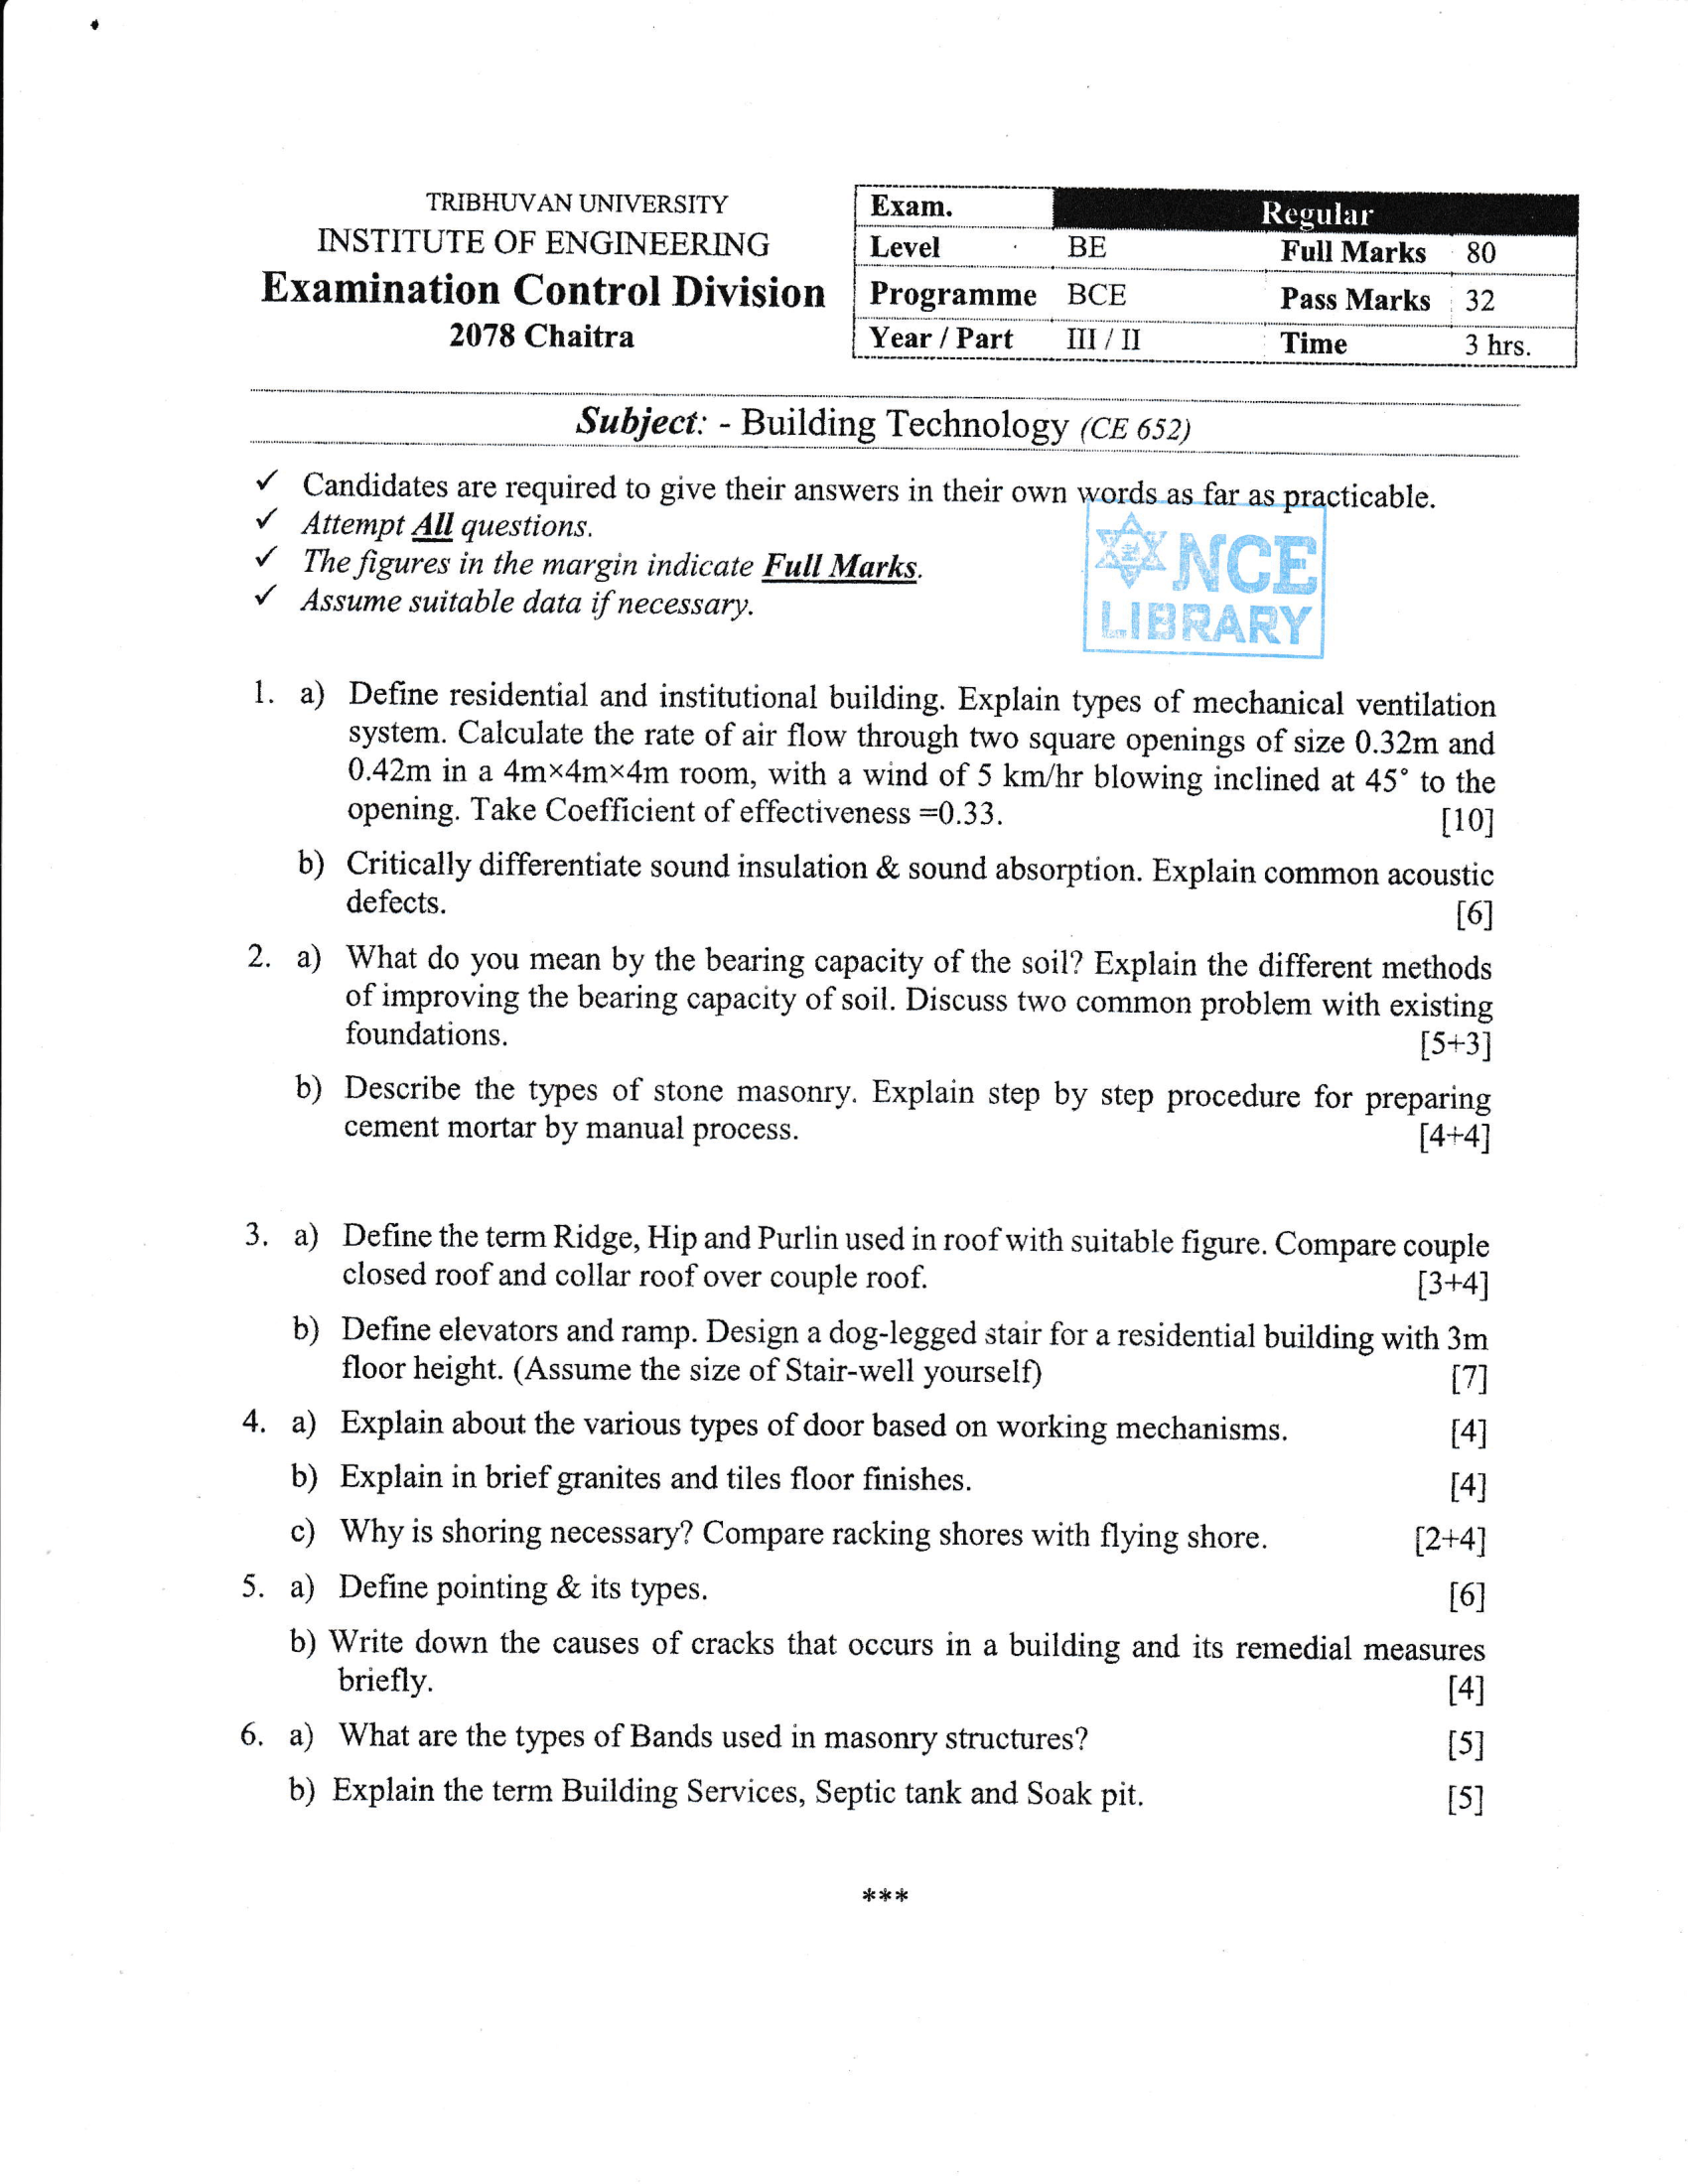 TRIBHUVAN UNIVERSITY
INSTITUTE OF ENGINEERING
Examination Control Division
2078 Chaitra
Exam. Regular
Level BE Full Marks 80
Programme BCE Pass Marks 32
Year / Part III / II Time 3 hrs.
Subject: - Building Technology (CE 652)
✓ Candidates are required to give their answers in their own words as far as practicable.
✓ Attempt All questions.
✓ The figures in the margin indicate Full Marks.
✓ Assume suitable data if necessary.
NCE
LIBRARY
1. a) Define residential and institutional building. Explain types of mechanical ventilation
system. Calculate the rate of air flow through two square openings of size 0.32m and
0.42m in a 4m×4m×4m room, with a wind of 5 km/hr blowing inclined at 45° to the
opening. Take Coefficient of effectiveness =0.33. [10]
b) Critically differentiate sound insulation & sound absorption. Explain common acoustic
defects. [6]
2. a) What do you mean by the bearing capacity of the soil? Explain the different methods
of improving the bearing capacity of soil. Discuss two common problem with existing
foundations. [5+3]
b) Describe the types of stone masonry. Explain step by step procedure for preparing
cement mortar by manual process. [4+4]
3. a) Define the term Ridge, Hip and Purlin used in roof with suitable figure. Compare couple
closed roof and collar roof over couple roof. [3+4]
b) Define elevators and ramp. Design a dog-legged stair for a residential building with 3m
floor height. (Assume the size of Stair-well yourself) [7]
4. a) Explain about the various types of door based on working mechanisms. [4]
b) Explain in brief granites and tiles floor finishes. [4]
c) Why is shoring necessary? Compare racking shores with flying shore. [2+4]
5. a) Define pointing & its types. [6]
b) Write down the causes of cracks that occurs in a building and its remedial measures
briefly. [4]
6. a) What are the types of Bands used in masonry structures? [5]
b) Explain the term Building Services, Septic tank and Soak pit. [5]
***